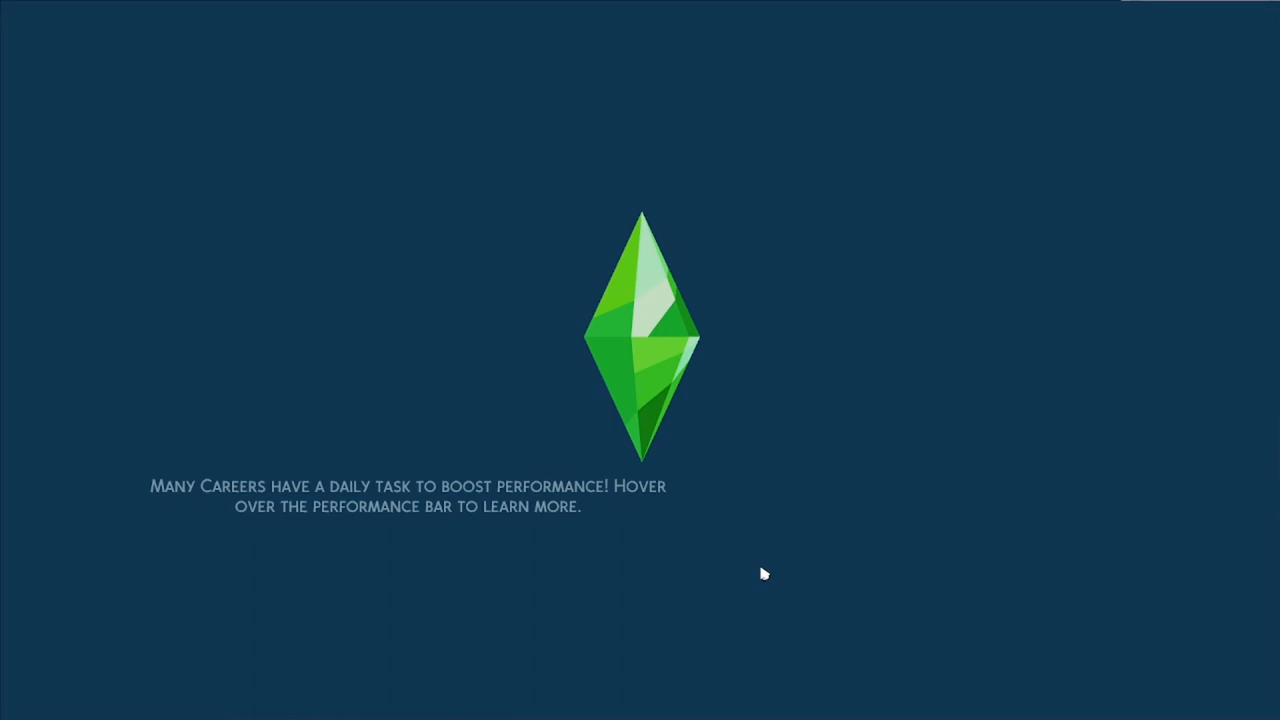 Many Careers have a daily task to boost performance! Hover
over the performance bar to learn more.